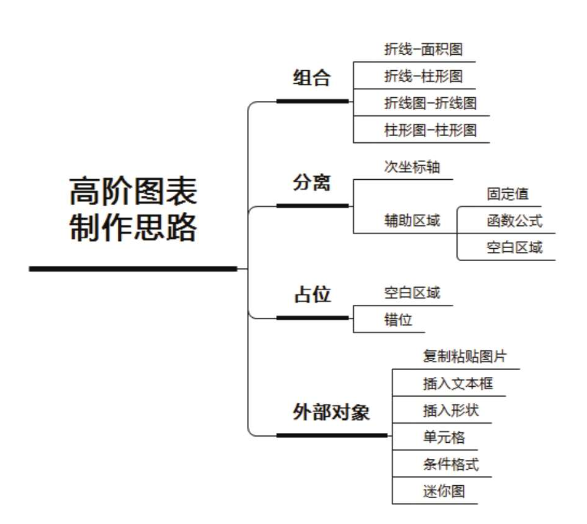 高阶图表
制作思路
组合
折线-面积图
折线-柱形图
折线图-折线图
柱形图-柱形图
分离
次坐标轴
辅助区域
固定值
函数公式
空白区域
占位
空白区域
错位
外部对象
复制粘贴图片
插入文本框
插入形状
单元格
条件格式
迷你图